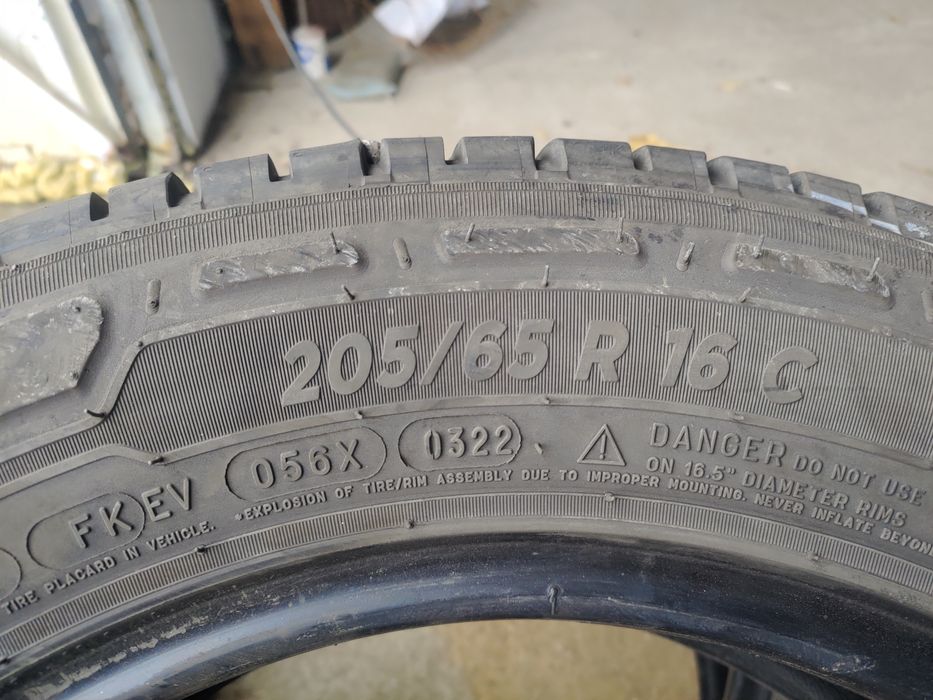 205/65 R 16 C
FK EV 056X 0322 DANGER DO NOT USE
ON 16.5" DIAMETER RIMS
TIRE PLACARD IN VEHICLE. •EXPLOSION OF TIRE/RIM ASSEMBLY DUE TO IMPROPER MOUNTING. NEVER INFLATE BEYON